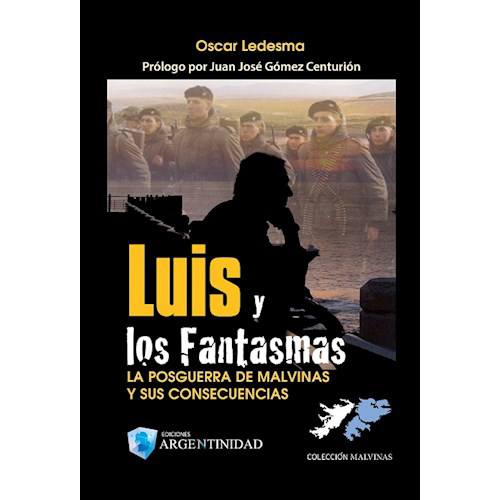 Oscar Ledesma
Prólogo por Juan José Gómez Centurión
Luis y
los Fantasmas
LA POSGUERRA DE MALVINAS
Y SUS CONSECUENCIAS
EDICIONES
ARGENTINIDAD
COLECCIÓN MALVINAS